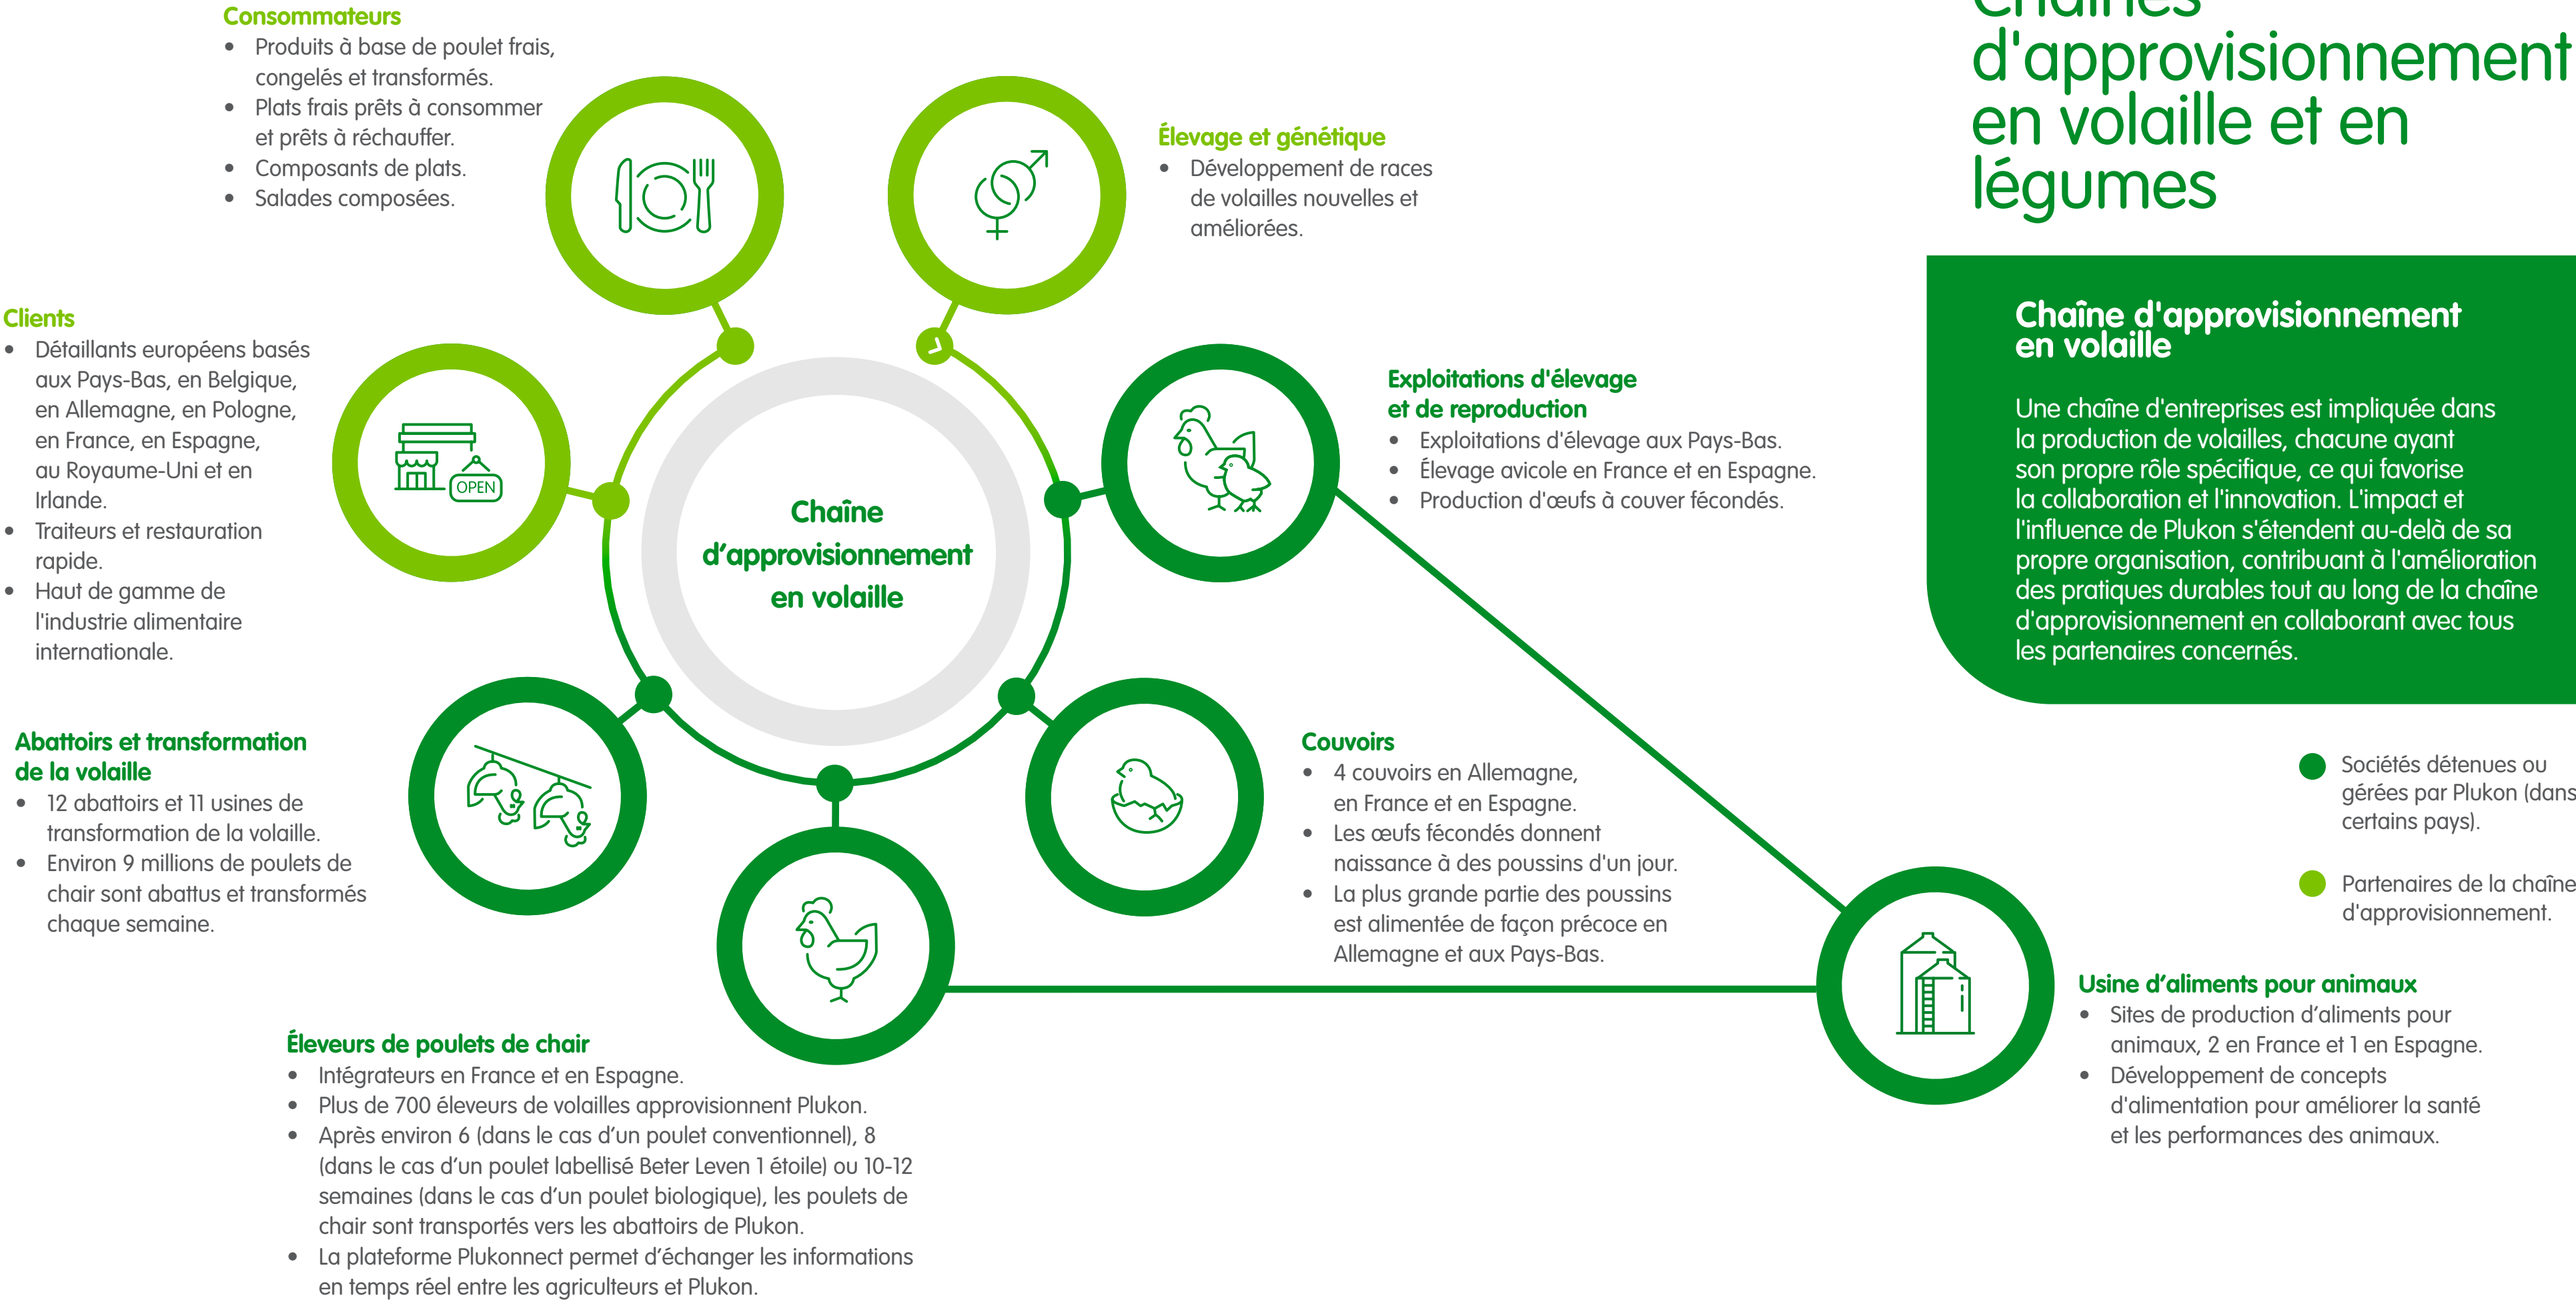 Chaînes
d'approvisionnement
en volaille et en
légumes
Consommateurs
• Produits à base de poulet frais,
congelés et transformés.
• Plats frais prêts à consommer
et prêts à réchauffer.
• Composants de plats.
• Salades composées.
Élevage et génétique
• Développement de races
de volailles nouvelles et
améliorées.
Clients
• Détaillants européens basés
aux Pays-Bas, en Belgique,
en Allemagne, en Pologne,
en France, en Espagne,
au Royaume-Uni et en
Irlande.
• Traiteurs et restauration
rapide.
• Haut de gamme de
l'industrie alimentaire
internationale.
OPEN
Chaîne
d’approvisionnement
en volaille
Exploitations d'élevage
et de reproduction
• Exploitations d'élevage aux Pays-Bas.
• Élevage avicole en France et en Espagne.
• Production d'œufs à couver fécondés.
Chaîne d'approvisionnement
en volaille
Une chaîne d'entreprises est impliquée dans
la production de volailles, chacune ayant
son propre rôle spécifique, ce qui favorise
la collaboration et l'innovation. L'impact et
l'influence de Plukon s'étendent au-delà de sa
propre organisation, contribuant à l'amélioration
des pratiques durables tout au long de la chaîne
d'approvisionnement en collaborant avec tous
les partenaires concernés.
Abattoirs et transformation
de la volaille
• 12 abattoirs et 11 usines de
transformation de la volaille.
• Environ 9 millions de poulets de
chair sont abattus et transformés
chaque semaine.
Couvoirs
• 4 couvoirs en Allemagne,
en France et en Espagne.
• Les œufs fécondés donnent
naissance à des poussins d'un jour.
• La plus grande partie des poussins
est alimentée de façon précoce en
Allemagne et aux Pays-Bas.
Sociétés détenues ou
gérées par Plukon (dans
certains pays).
Partenaires de la chaîne
d'approvisionnement.
Usine d’aliments pour animaux
• Sites de production d’aliments pour
animaux, 2 en France et 1 en Espagne.
• Développement de concepts
d'alimentation pour améliorer la santé
et les performances des animaux.
Éleveurs de poulets de chair
• Intégrateurs en France et en Espagne.
• Plus de 700 éleveurs de volailles approvisionnent Plukon.
• Après environ 6 (dans le cas d’un poulet conventionnel), 8
(dans le cas d’un poulet labellisé Beter Leven 1 étoile) ou 10-12
semaines (dans le cas d’un poulet biologique), les poulets de
chair sont transportés vers les abattoirs de Plukon.
• La plateforme Plukonnect permet d’échanger les informations
en temps réel entre les agriculteurs et Plukon.